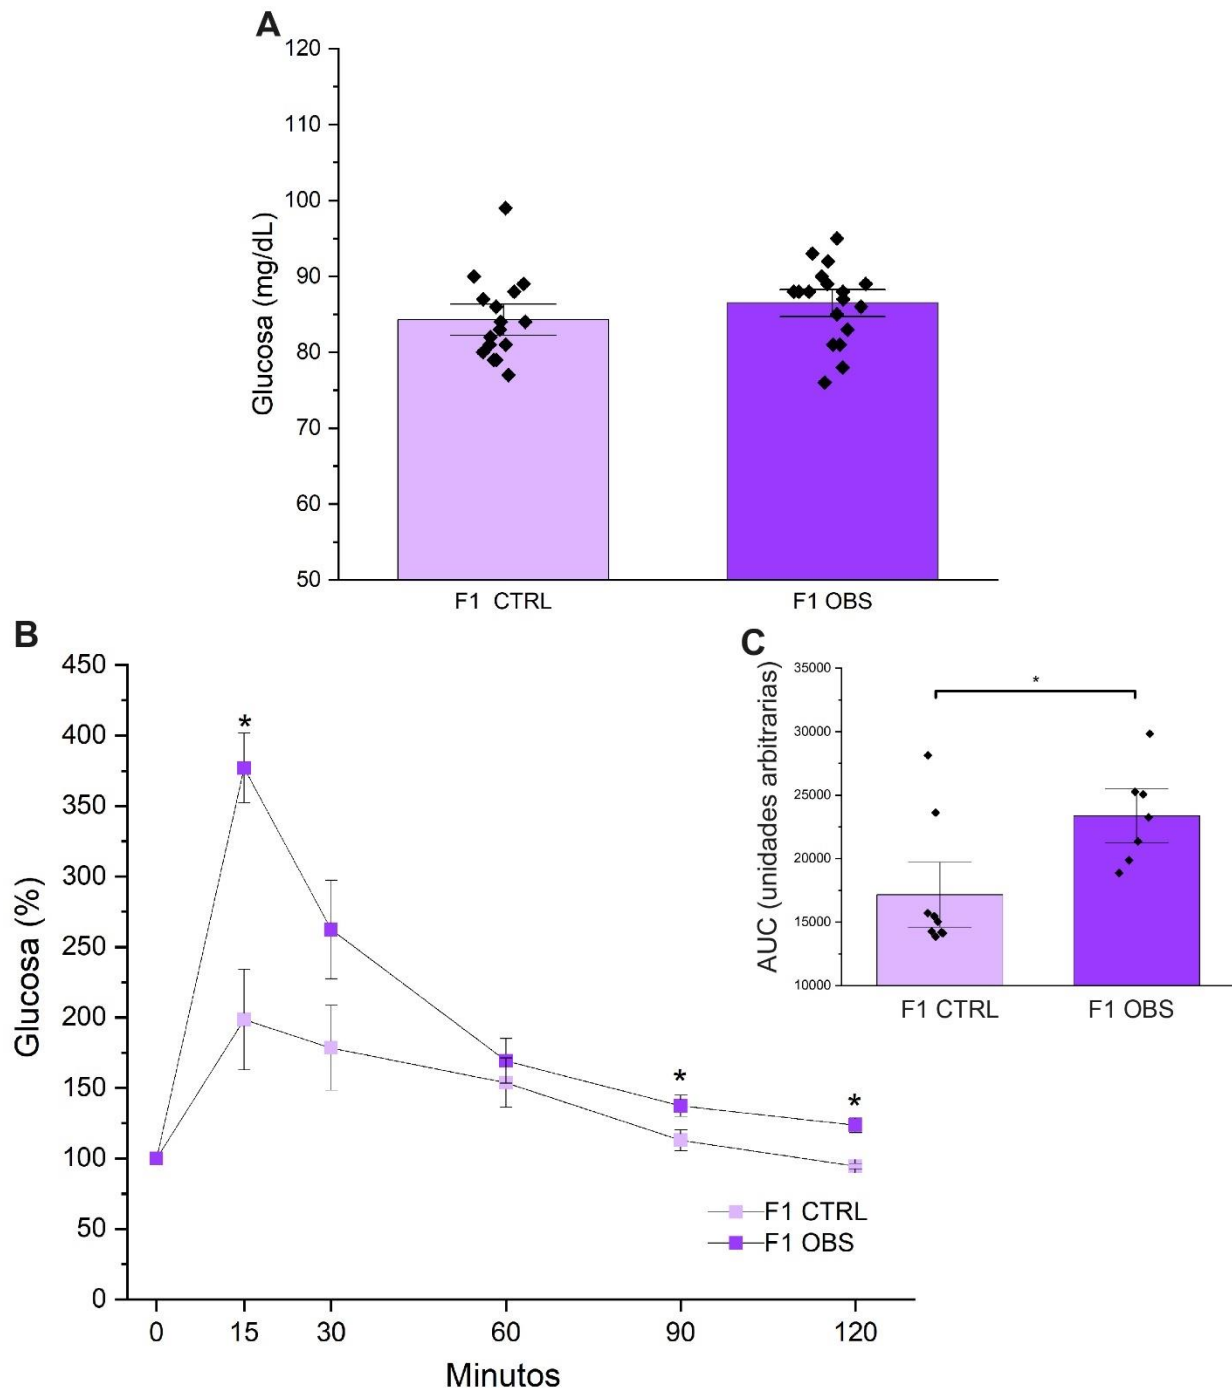 A
120
110
100
90
80
70
60
50
Glucosa (mg/dL)
F1 CTRL
F1 OBS
B
450
400
350
300
250
200
150
100
50
0
Glucosa (%)
*
*
*
0
15
30
60
90
120
Minutos
F1 CTRL
F1 OBS
C
35000
30000
25000
20000
15000
10000
AUC (unidades arbitrarias)
*
F1 CTRL
F1 OBS